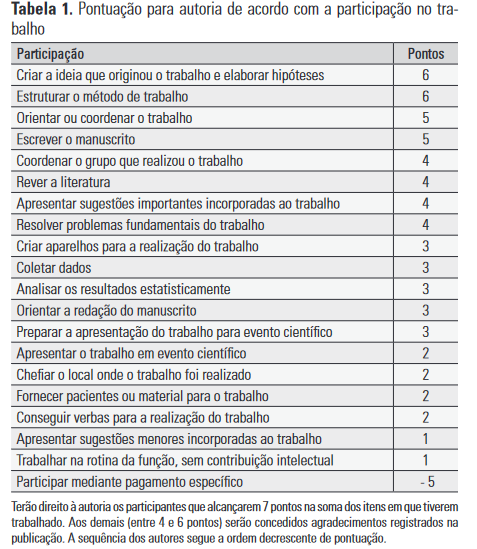 Tabela 1. Pontuação para autoria de acordo com a participação no tra-
balho
Participação Pontos
Criar a ideia que originou o trabalho e elaborar hipóteses 6
Estruturar o método de trabalho 6
Orientar ou coordenar o trabalho 5
Escrever o manuscrito 5
Coordenar o grupo que realizou o trabalho 4
Rever a literatura 4
Apresentar sugestões importantes incorporadas ao trabalho 4
Resolver problemas fundamentais do trabalho 4
Criar aparelhos para a realização do trabalho 3
Coletar dados 3
Analisar os resultados estatisticamente 3
Orientar a redação do manuscrito 3
Preparar a apresentação do trabalho para evento científico 3
Apresentar o trabalho em evento científico 2
Chefiar o local onde o trabalho foi realizado 2
Fornecer pacientes ou material para o trabalho 2
Conseguir verbas para a realização do trabalho 2
Apresentar sugestões menores incorporadas ao trabalho 1
Trabalhar na rotina da função, sem contribuição intelectual 1
Participar mediante pagamento específico - 5
Terão direito à autoria os participantes que alcançarem 7 pontos na soma dos itens em que tiverem
trabalhado. Aos demais (entre 4 e 6 pontos) serão concedidos agradecimentos registrados na
publicação. A sequência dos autores segue a ordem decrescente de pontuação.